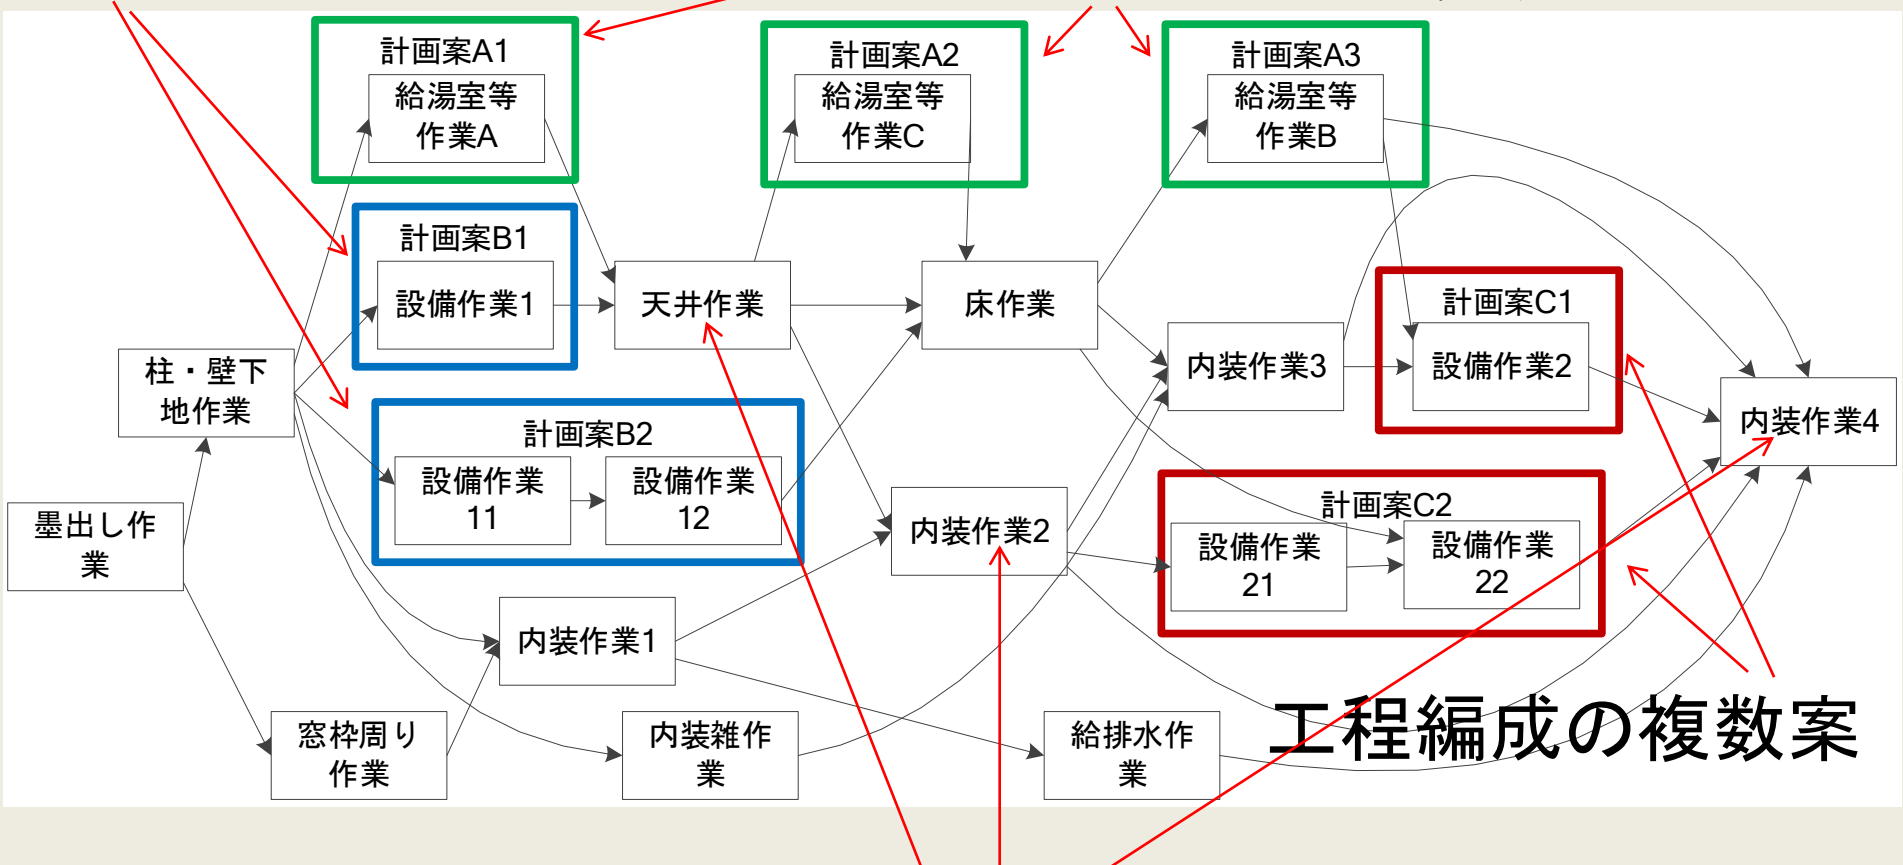 計画案A1
給湯室等
作業A
計画案A2
給湯室等
作業C
計画案A3
給湯室等
作業B
計画案B1
設備作業1
天井作業
床作業
計画案C1
設備作業2
内装作業3
柱・壁下
地作業
内装作業4
計画案B2
設備作業
11
設備作業
12
墨出し作
業
内装作業2
計画案C2
設備作業
21
設備作業
22
内装作業1
窓枠周り
作業
内装雑作
業
給排水作
業
工程編成の複数案